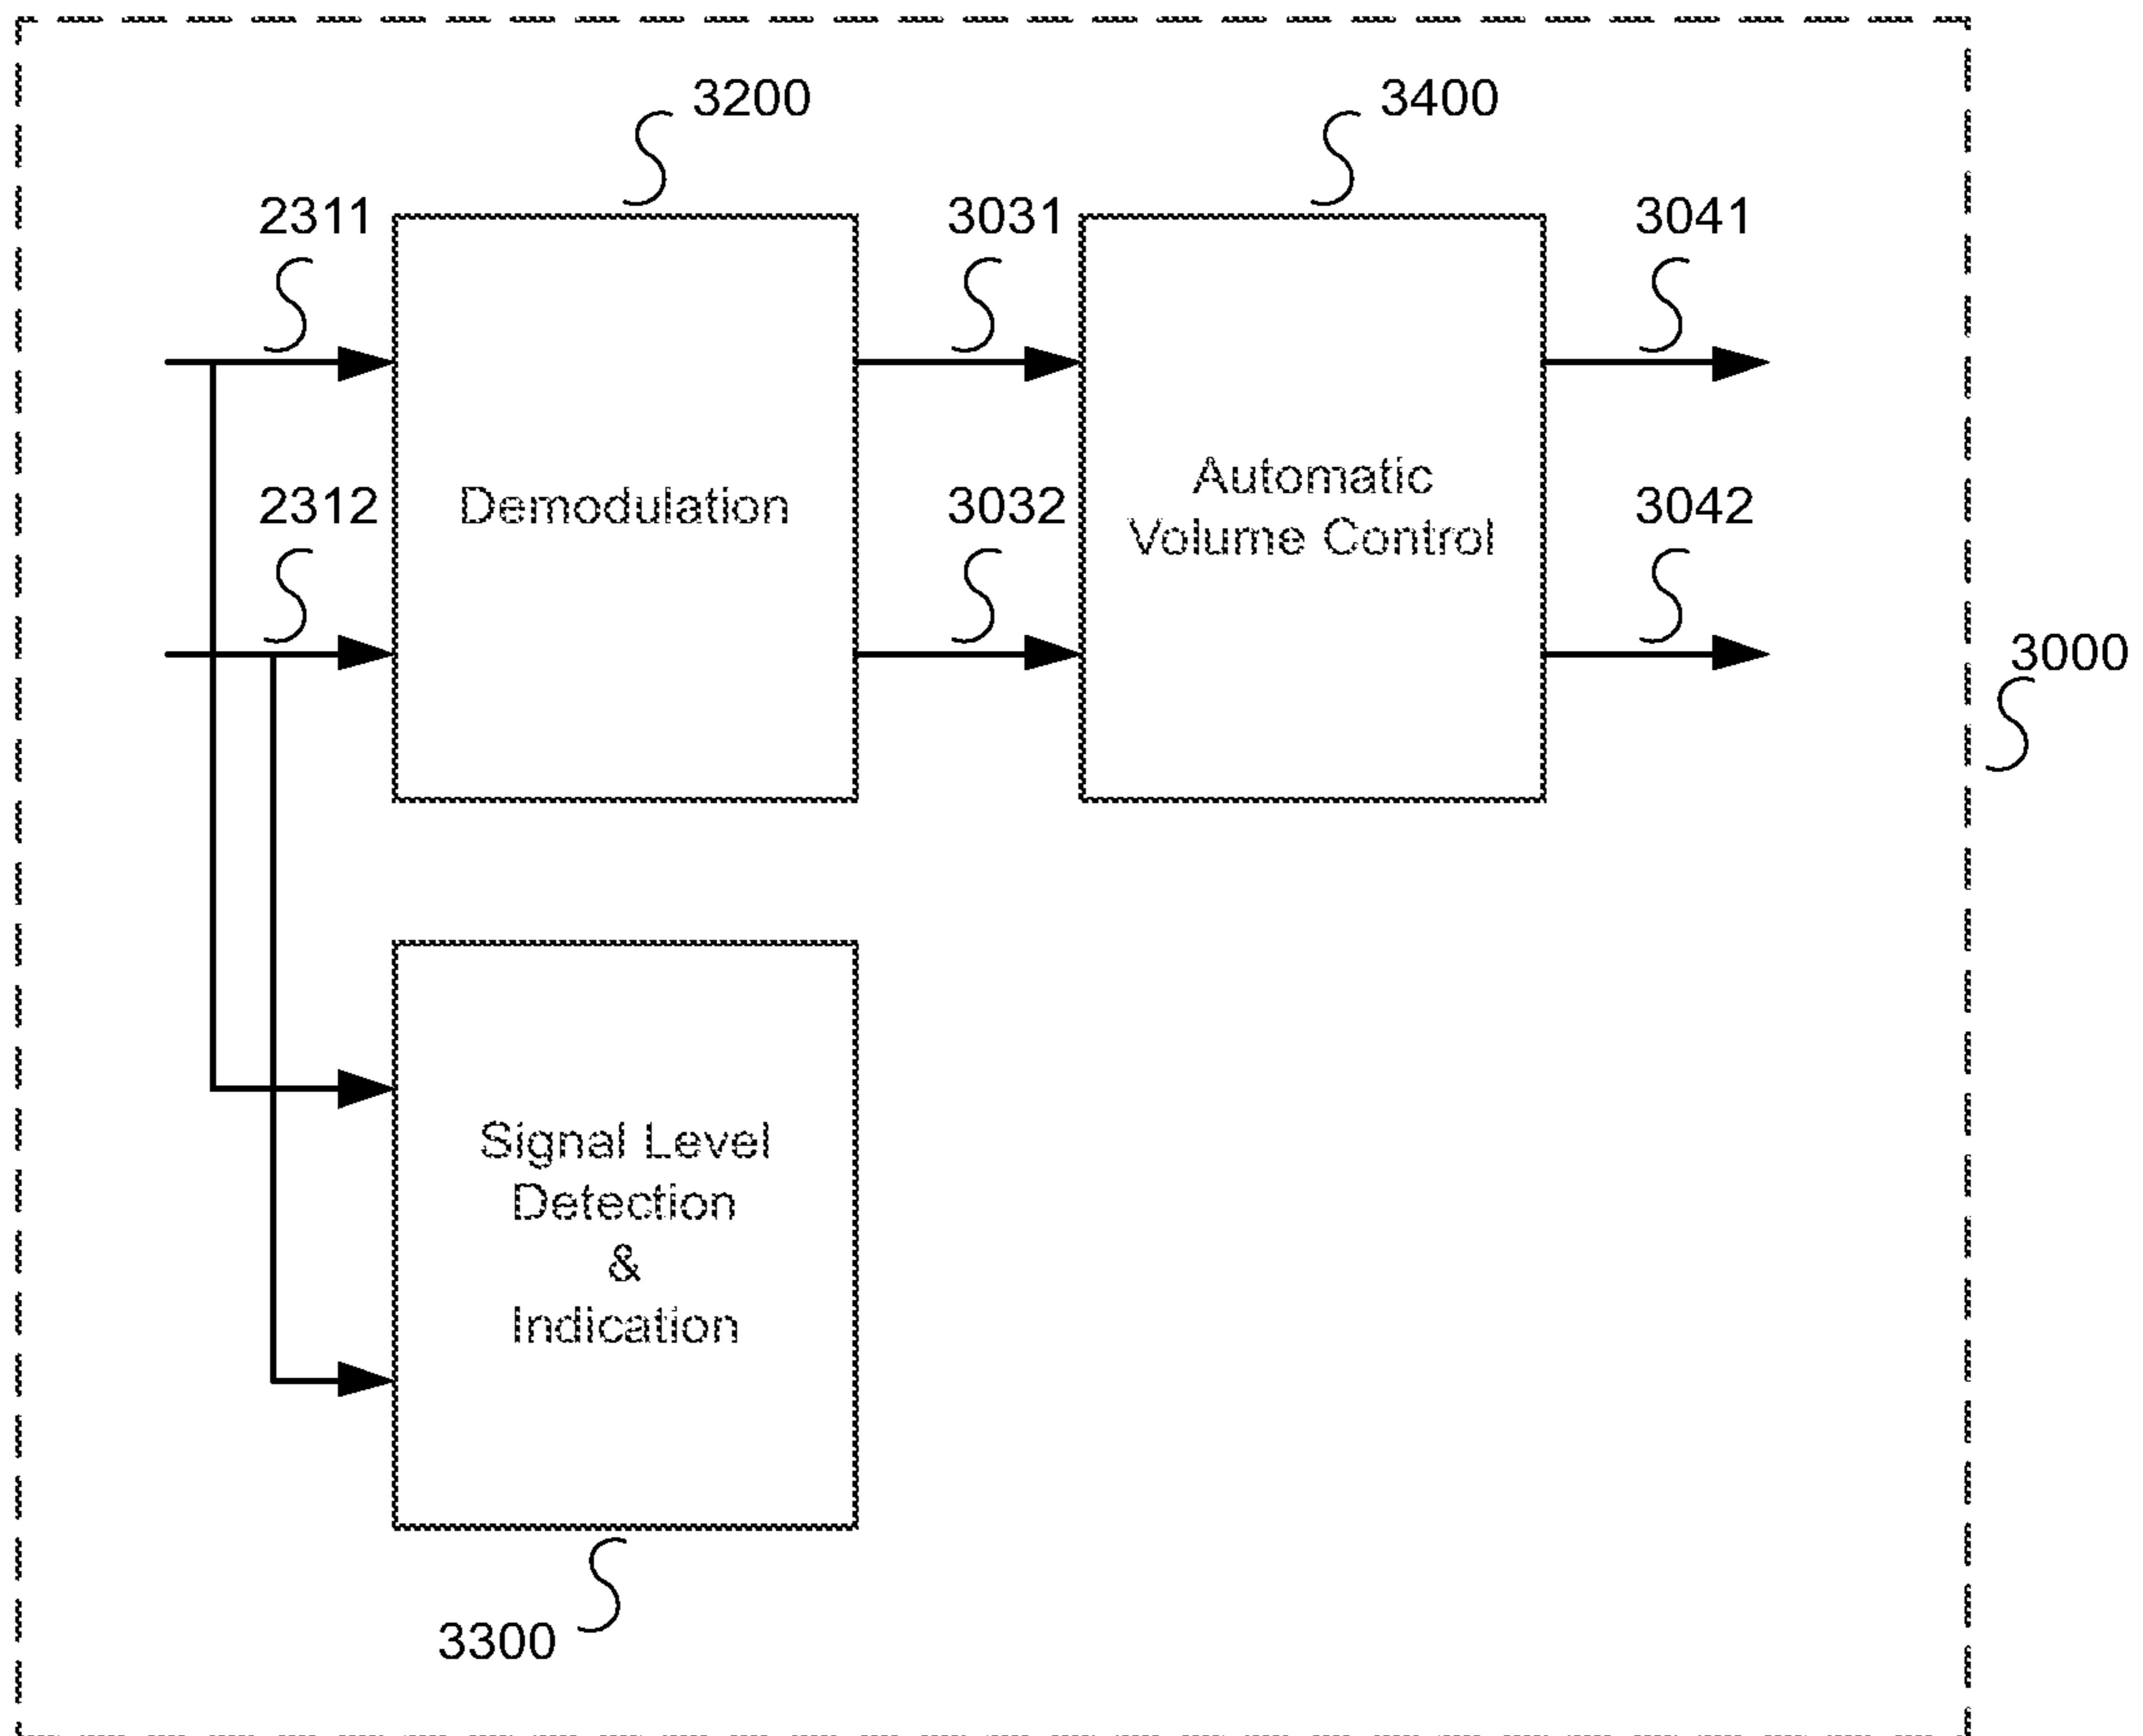 3200
3400
2311
3031
3041
Demodulation
Automatic
Volume Control
2312
3032
3042
3000
Signal Level
Detection
&
Indication
3300